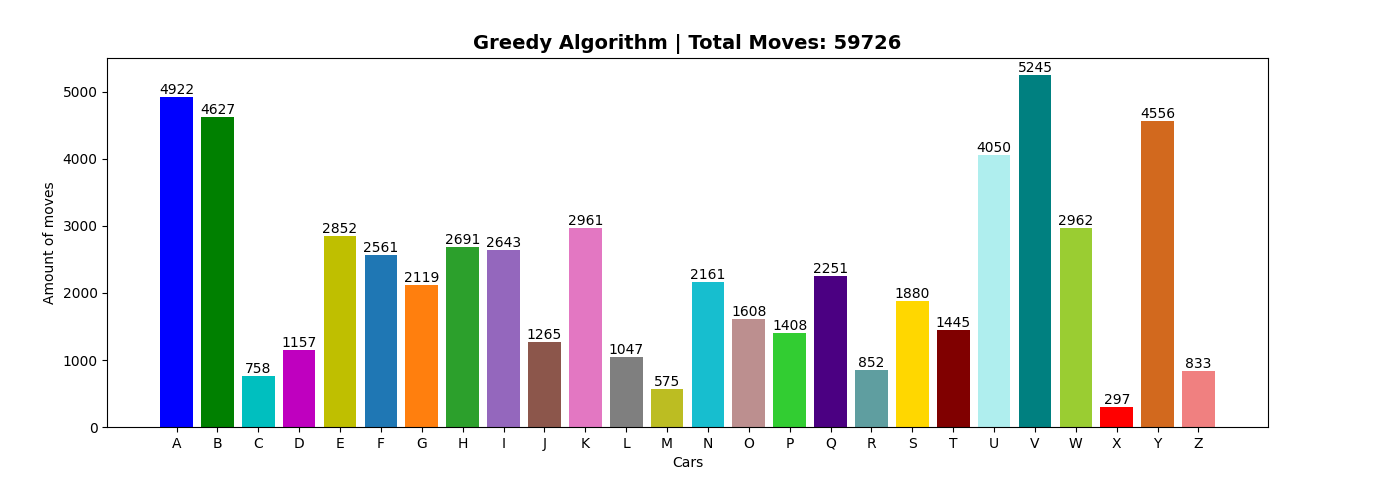 Greedy Algorithm | Total Moves: 59726
Amount of moves
5000
4000
3000
2000
1000
0
4922 4627 758 1157 2852 2561 2119 2691 2643 1265 2961 1047 575 2161 1608 1408 2251 852 1880 1445 4050 5245 2962 297 4556 833
A B C D E F G H I J K L M N O P Q R S T U V W X Y Z
Cars